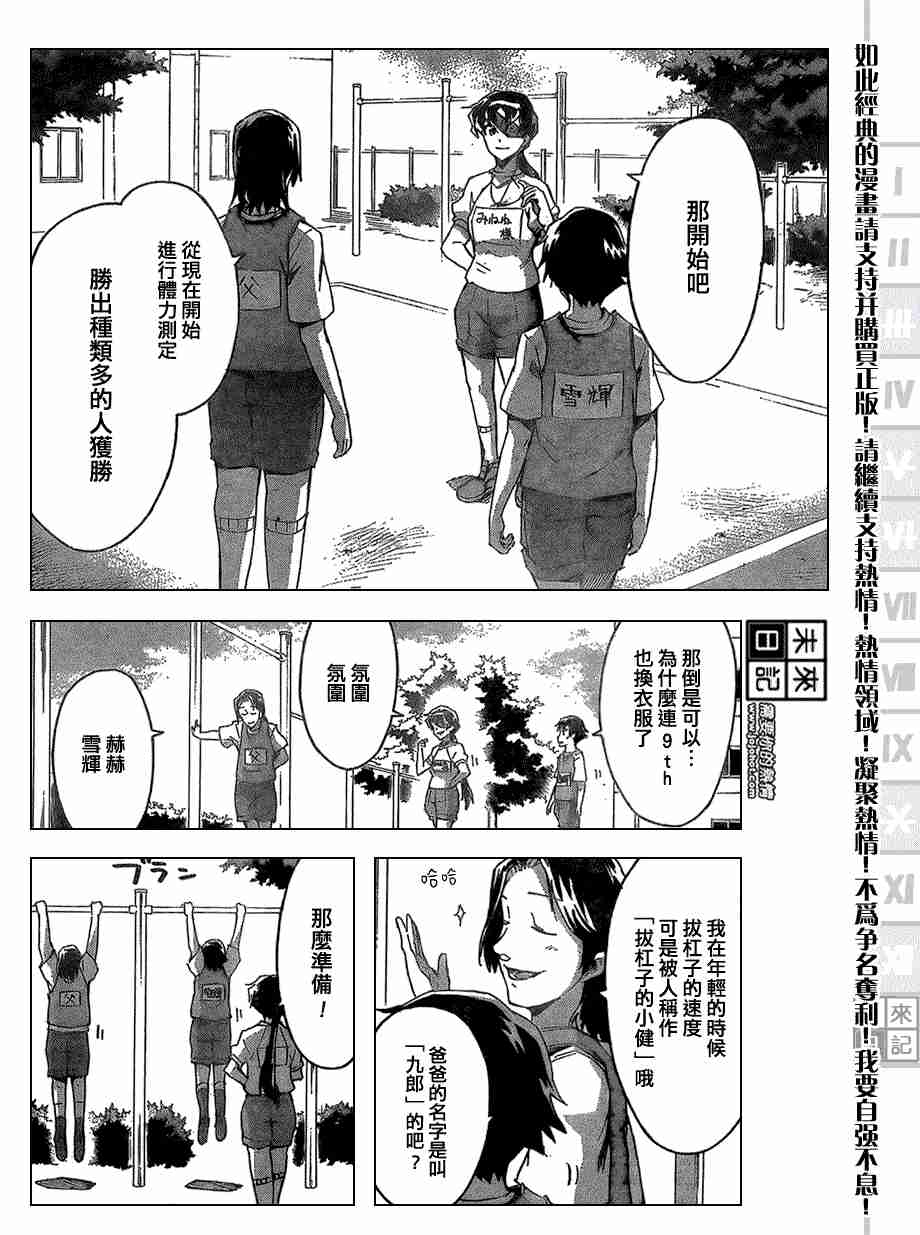 那開始吧
從現在開始
進行體力測定
勝出種類多的人獲勝
みねね
機
父
雪輝
那倒是可以…
為什麼連9th
也換衣服了
氛圍
氛圍
赫赫
雪輝
父
未來
日記
我在年輕的時候
拔杠子的速度
可是被人稱作
「拔杠子的小健」哦
哈哈
爸爸的名字是叫
「九郎」的吧？
那麼準備！
ブラン
父
如此經典的漫畫請支持并購買正版！請繼續支持熱情！熱情領域！凝聚熱情！不爲争名奪利！我要自强不息！
I
II
III
IV
V
VI
VII
VIII
IX
X
XI
來
記